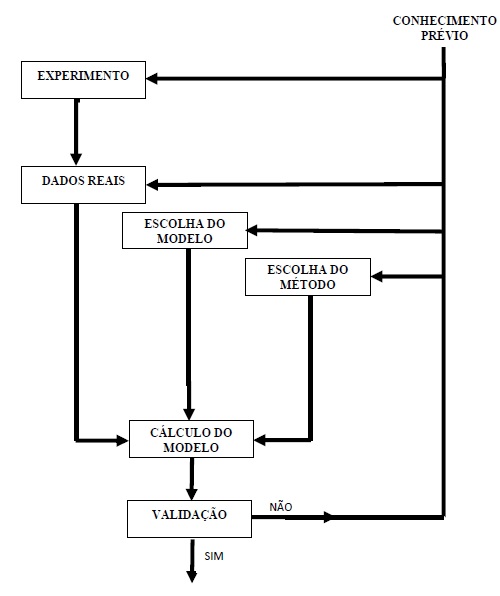 CONHECIMENTO
PRÉVIO
EXPERIMENTO
DADOS REAIS
ESCOLHA DO
MODELO
ESCOLHA DO
MÉTODO
CÁLCULO DO
MODELO
VALIDAÇÃO
NÃO
SIM